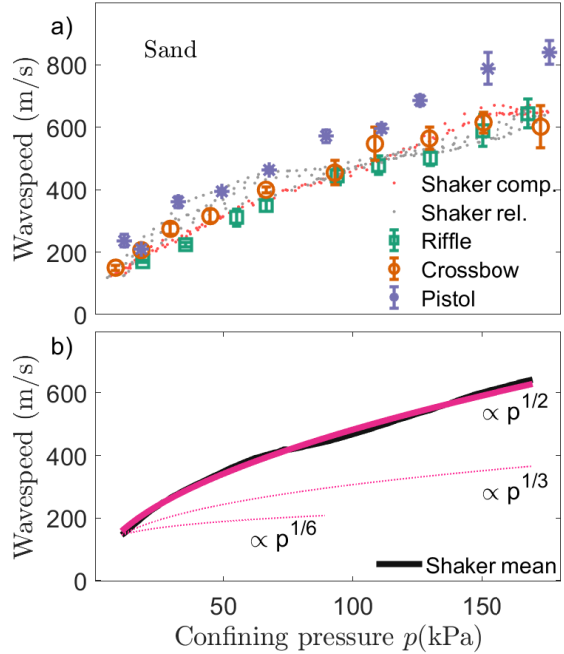 a)
Sand
Wavespeed (m/s)
800
600
400
200
0
Shaker comp.
Shaker rel.
Riffle
Crossbow
Pistol
b)
Wavespeed (m/s)
600
400
200
0
∝ p^1/2
∝ p^1/3
∝ p^1/6
Shaker mean
50
100
150
Confining pressure p(kPa)